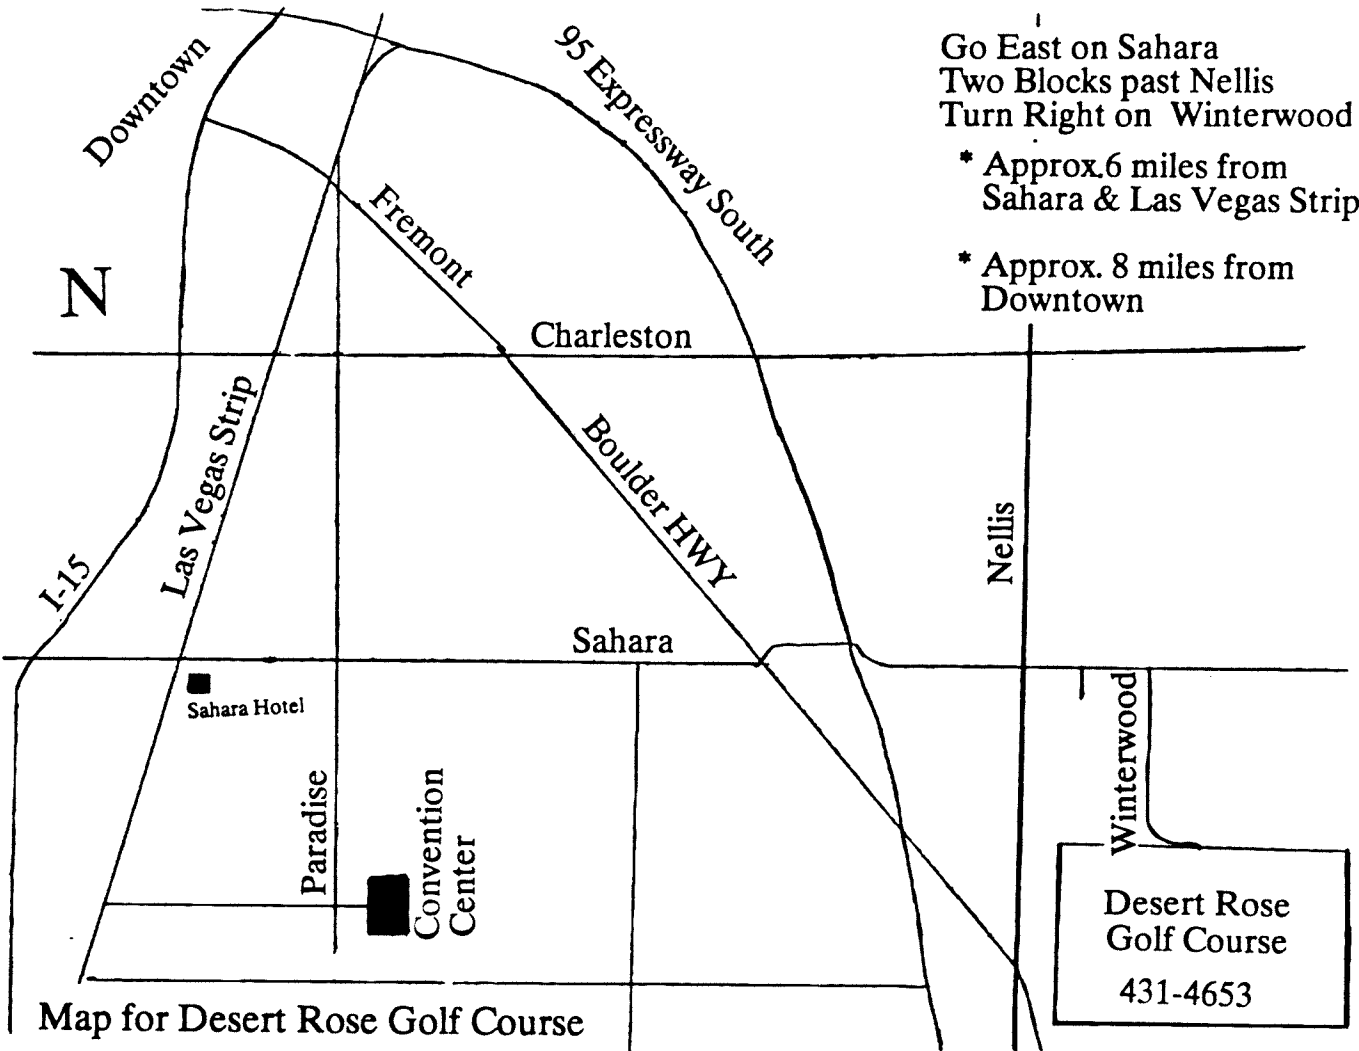 Go East on Sahara
Two Blocks past Nellis
Turn Right on Winterwood
* Approx.6 miles from
Sahara & Las Vegas Strip
* Approx. 8 miles from
Downtown
Downtown
95 Expressway South
N
Fremont
Charleston
Las Vegas Strip
Boulder HWY
Nellis
I-15
Sahara
Sahara Hotel
Winterwood
Paradise
Convention
Center
Desert Rose
Golf Course
431-4653
Map for Desert Rose Golf Course